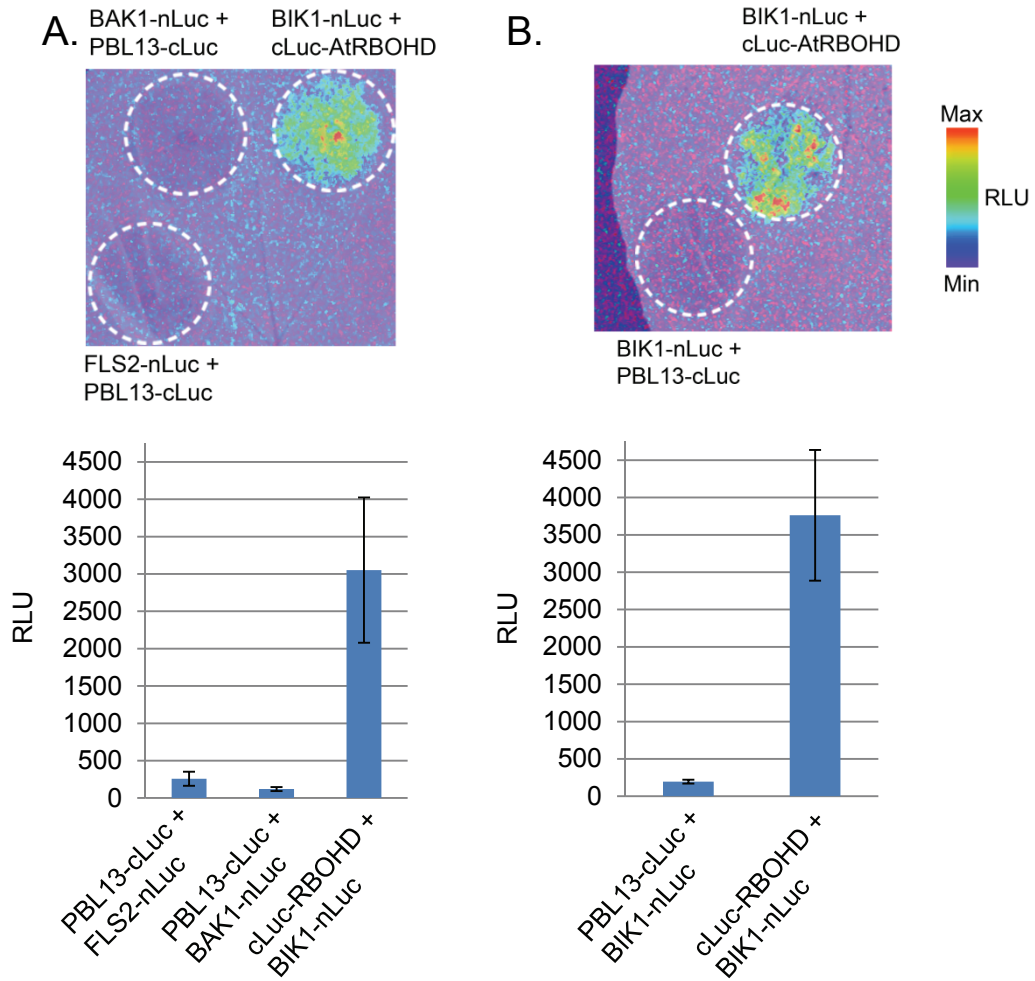 A.
BAK1-nLuc +
PBL13-cLuc
BIK1-nLuc +
cLuc-AtRBOHD
FLS2-nLuc +
PBL13-cLuc
B.
BIK1-nLuc +
cLuc-AtRBOHD
BIK1-nLuc +
PBL13-cLuc
Max
RLU
Min
RLU
4500
4000
3500
3000
2500
2000
1500
1000
500
0
PBL13-cLuc +
FLS2-nLuc
PBL13-cLuc +
BAK1-nLuc
cLuc-RBOHD +
BIK1-nLuc
RLU
4500
4000
3500
3000
2500
2000
1500
1000
500
0
PBL13-cLuc +
BIK1-nLuc
cLuc-RBOHD +
BIK1-nLuc